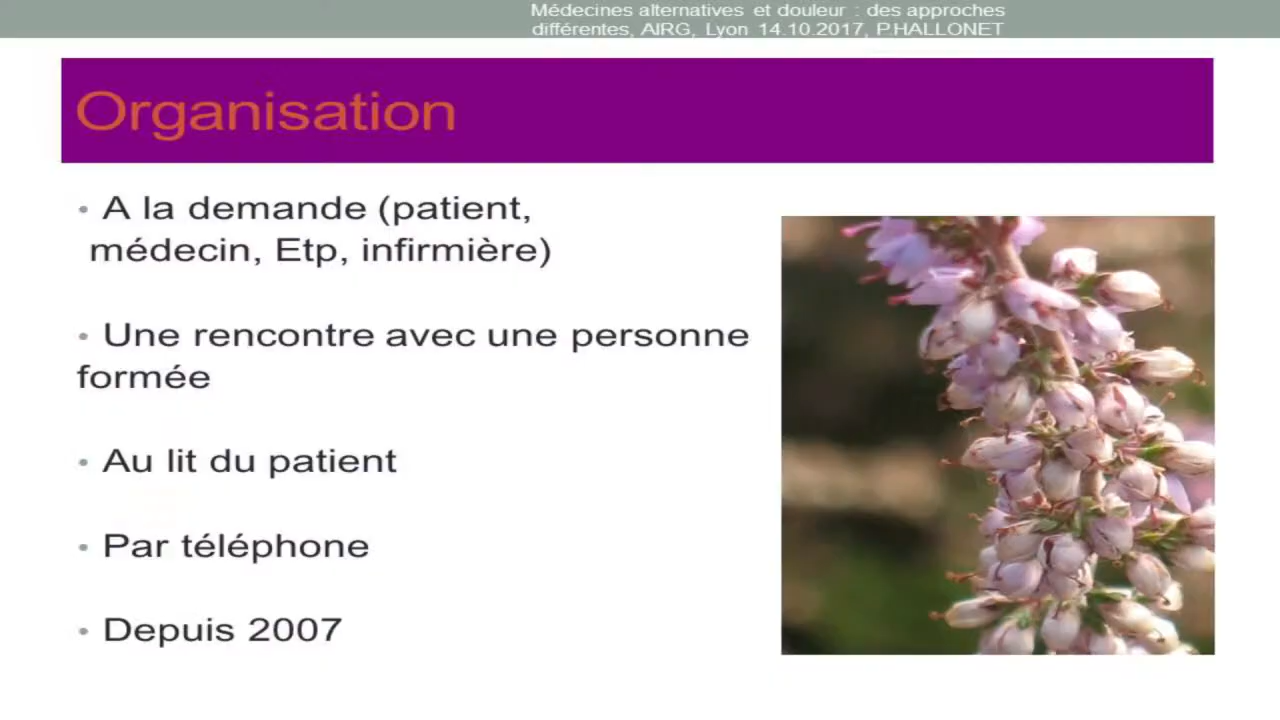 Médecines alternatives et douleur : des approches
différentes, AIRG, Lyon 14.10.2017, P.HALLONET
Organisation
• A la demande (patient,
médecin, Etp, infirmière)
• Une rencontre avec une personne
formée
• Au lit du patient
• Par téléphone
• Depuis 2007